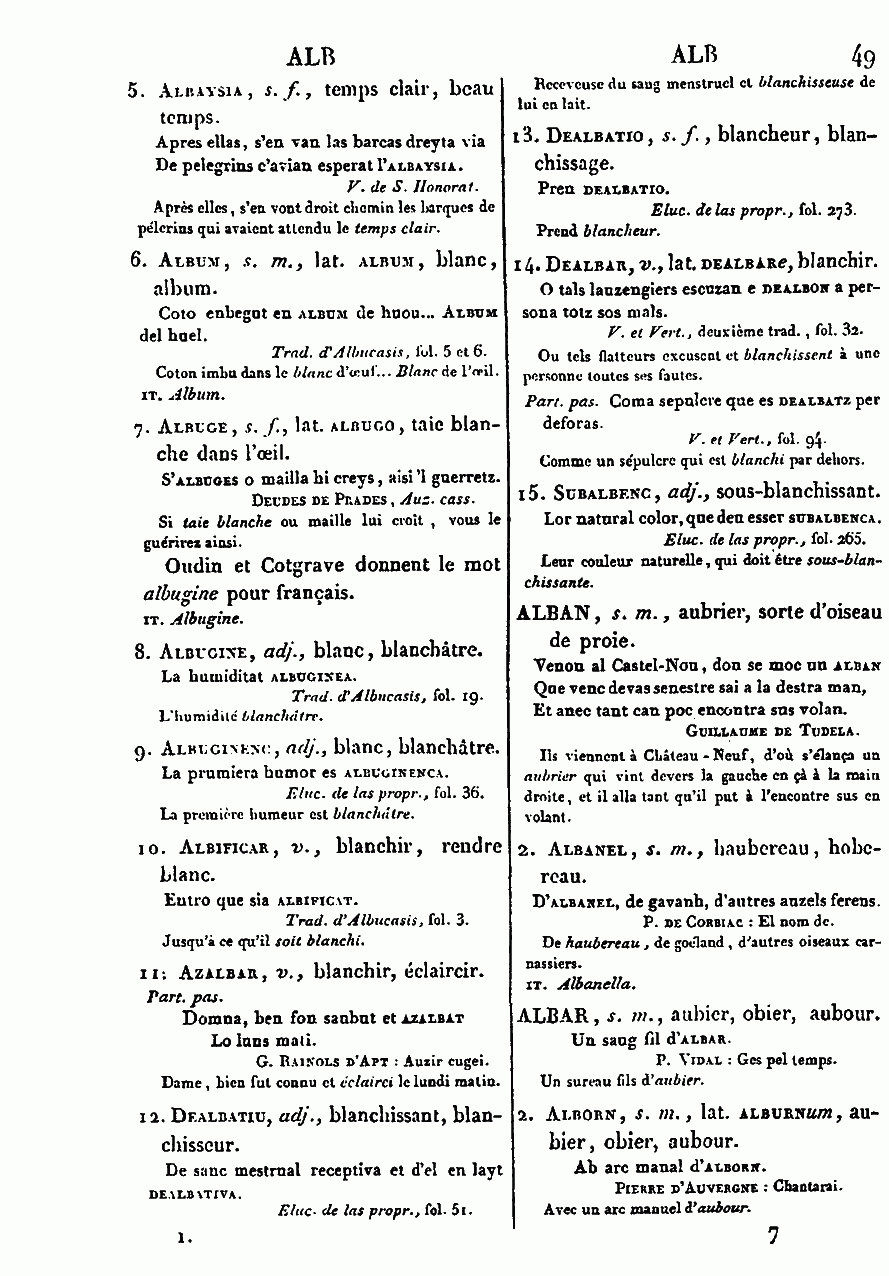 ALB
5. ALBAYSIA, s. f., temps clair, beau
temps.
Apres ellas, s'en van las barcas dreyta via
De pelegrins c'avian esperat l'ALBAYSIA.
V. de S. Honorat.
Après elles, s'en vont droit chemin les barques de
pélerins qui avaient attendu le temps clair.
6. ALBUM, s. m., lat. ALBUM, blanc,
album.
Coto enbegut en ALBUM de huou... ALBUM
del huel.
Trad. d'Albucasis, fol. 5 et 6.
Coton imbu dans le blanc d'œuf... Blanc de l'œil.
IT. Album.
7. ALBUGE, s. f., lat. ALBUGO, taie blan-
che dans l'œil.
S'ALBUGES o mailla hi creys, aisi'l guerretz.
DEUDES DE PRADES, Auz. cass.
Si taie blanche ou maille lui croît, vous le
guérirez ainsi.
Oudin et Cotgrave donnent le mot
albugine pour français.
IT. Albugine.
8. ALBUGINE, adj., blanc, blanchâtre.
La humiditat ALBUGINEA.
Trad. d'Albucasis, fol. 19.
L'humidité blanchâtre.
9. ALBUGINENC, adj., blanc, blanchâtre.
La prumiera humor es ALBUGINENCA.
Eluc. de las propr., fol. 36.
La première humeur est blanchâtre.
10. ALBIFICAR, v., blanchir, rendre
blanc.
Entro que sia ALBIFICAT.
Trad. d'Albucasis, fol. 3.
Jusqu'à ce qu'il soit blanchi.
11. AZALBAR, v., blanchir, éclaircir.
Part. pas.
Domna, ben fon saubut et AZALBAT
Lo luns mati.
G. RAINOLS D'APT : Auzir cugei.
Dame, bien fut connu et éclairci le lundi matin.
12. DEALBATIU, adj., blanchissant, blan-
chisseur.
De sanc mestrual receptiva et d'el en layt
DEALBATIVA.
Eluc. de las propr., fol. 51.
1.
ALB 49
Receveuse du sang menstruel et blanchisseuse de
lui en lait.
13. DEALBATIO, s. f., blancheur, blan-
chissage.
Pren DEALBATIO.
Eluc. de las propr., fol. 273.
Prend blancheur.
14. DEALBAR, v., lat. DEALBARe, blanchir.
O tals lauzengiers escuzan e DEALBON a per-
sona totz sos mals.
V. et Vert., deuxième trad., fol. 32.
Ou tels flatteurs excusent et blanchissent à une
personne toutes ses fautes.
Part. pas. Coma sepulcre que es DEALBATZ per
deforas.
V. et Vert., fol. 94.
Comme un sépulcre qui est blanchi par dehors.
15. SUBALBENC, adj., sous-blanchissant.
Lor natural color, que den esser SUBALBENCA.
Eluc. de las propr., fol. 265.
Leur couleur naturelle, qui doit être sous-blan-
chissante.
ALBAN, s. m., aubrier, sorte d'oiseau
de proie.
Venon al Castel-Nou, don se moc un ALBAN
Que venc devas senestre sai a la destra man,
Et anec tant can poc encontra sus volan.
GUILLAUME DE TUDELA.
Ils viennent à Château-Neuf, d'où s'élança un
aubrier qui vint devers la gauche en çà à la main
droite, et il alla tant qu'il put à l'encontre sus en
volant.
2. ALBANEL, s. m., haubereau, hobe-
reau.
D'ALBANEL, de gavanh, d'autres auzels ferens.
P. DE CORBIAC : El nom de.
De haubereau, de goëland, d'autres oiseaux car-
nassiers.
IT. Albanella.
ALBAR, s. m., aubier, obier, aubour.
Un saug fil d'ALBAR.
P. VIDAL : Ges pel temps.
Un sureau fils d'aubier.
2. ALBORN, s. m., lat. ALBURNum, au-
bier, obier, aubour.
Ab arc manal d'ALBORN.
PIERRE D'AUVERGNE : Chantarai.
Avec un arc manuel d'aubour.
7